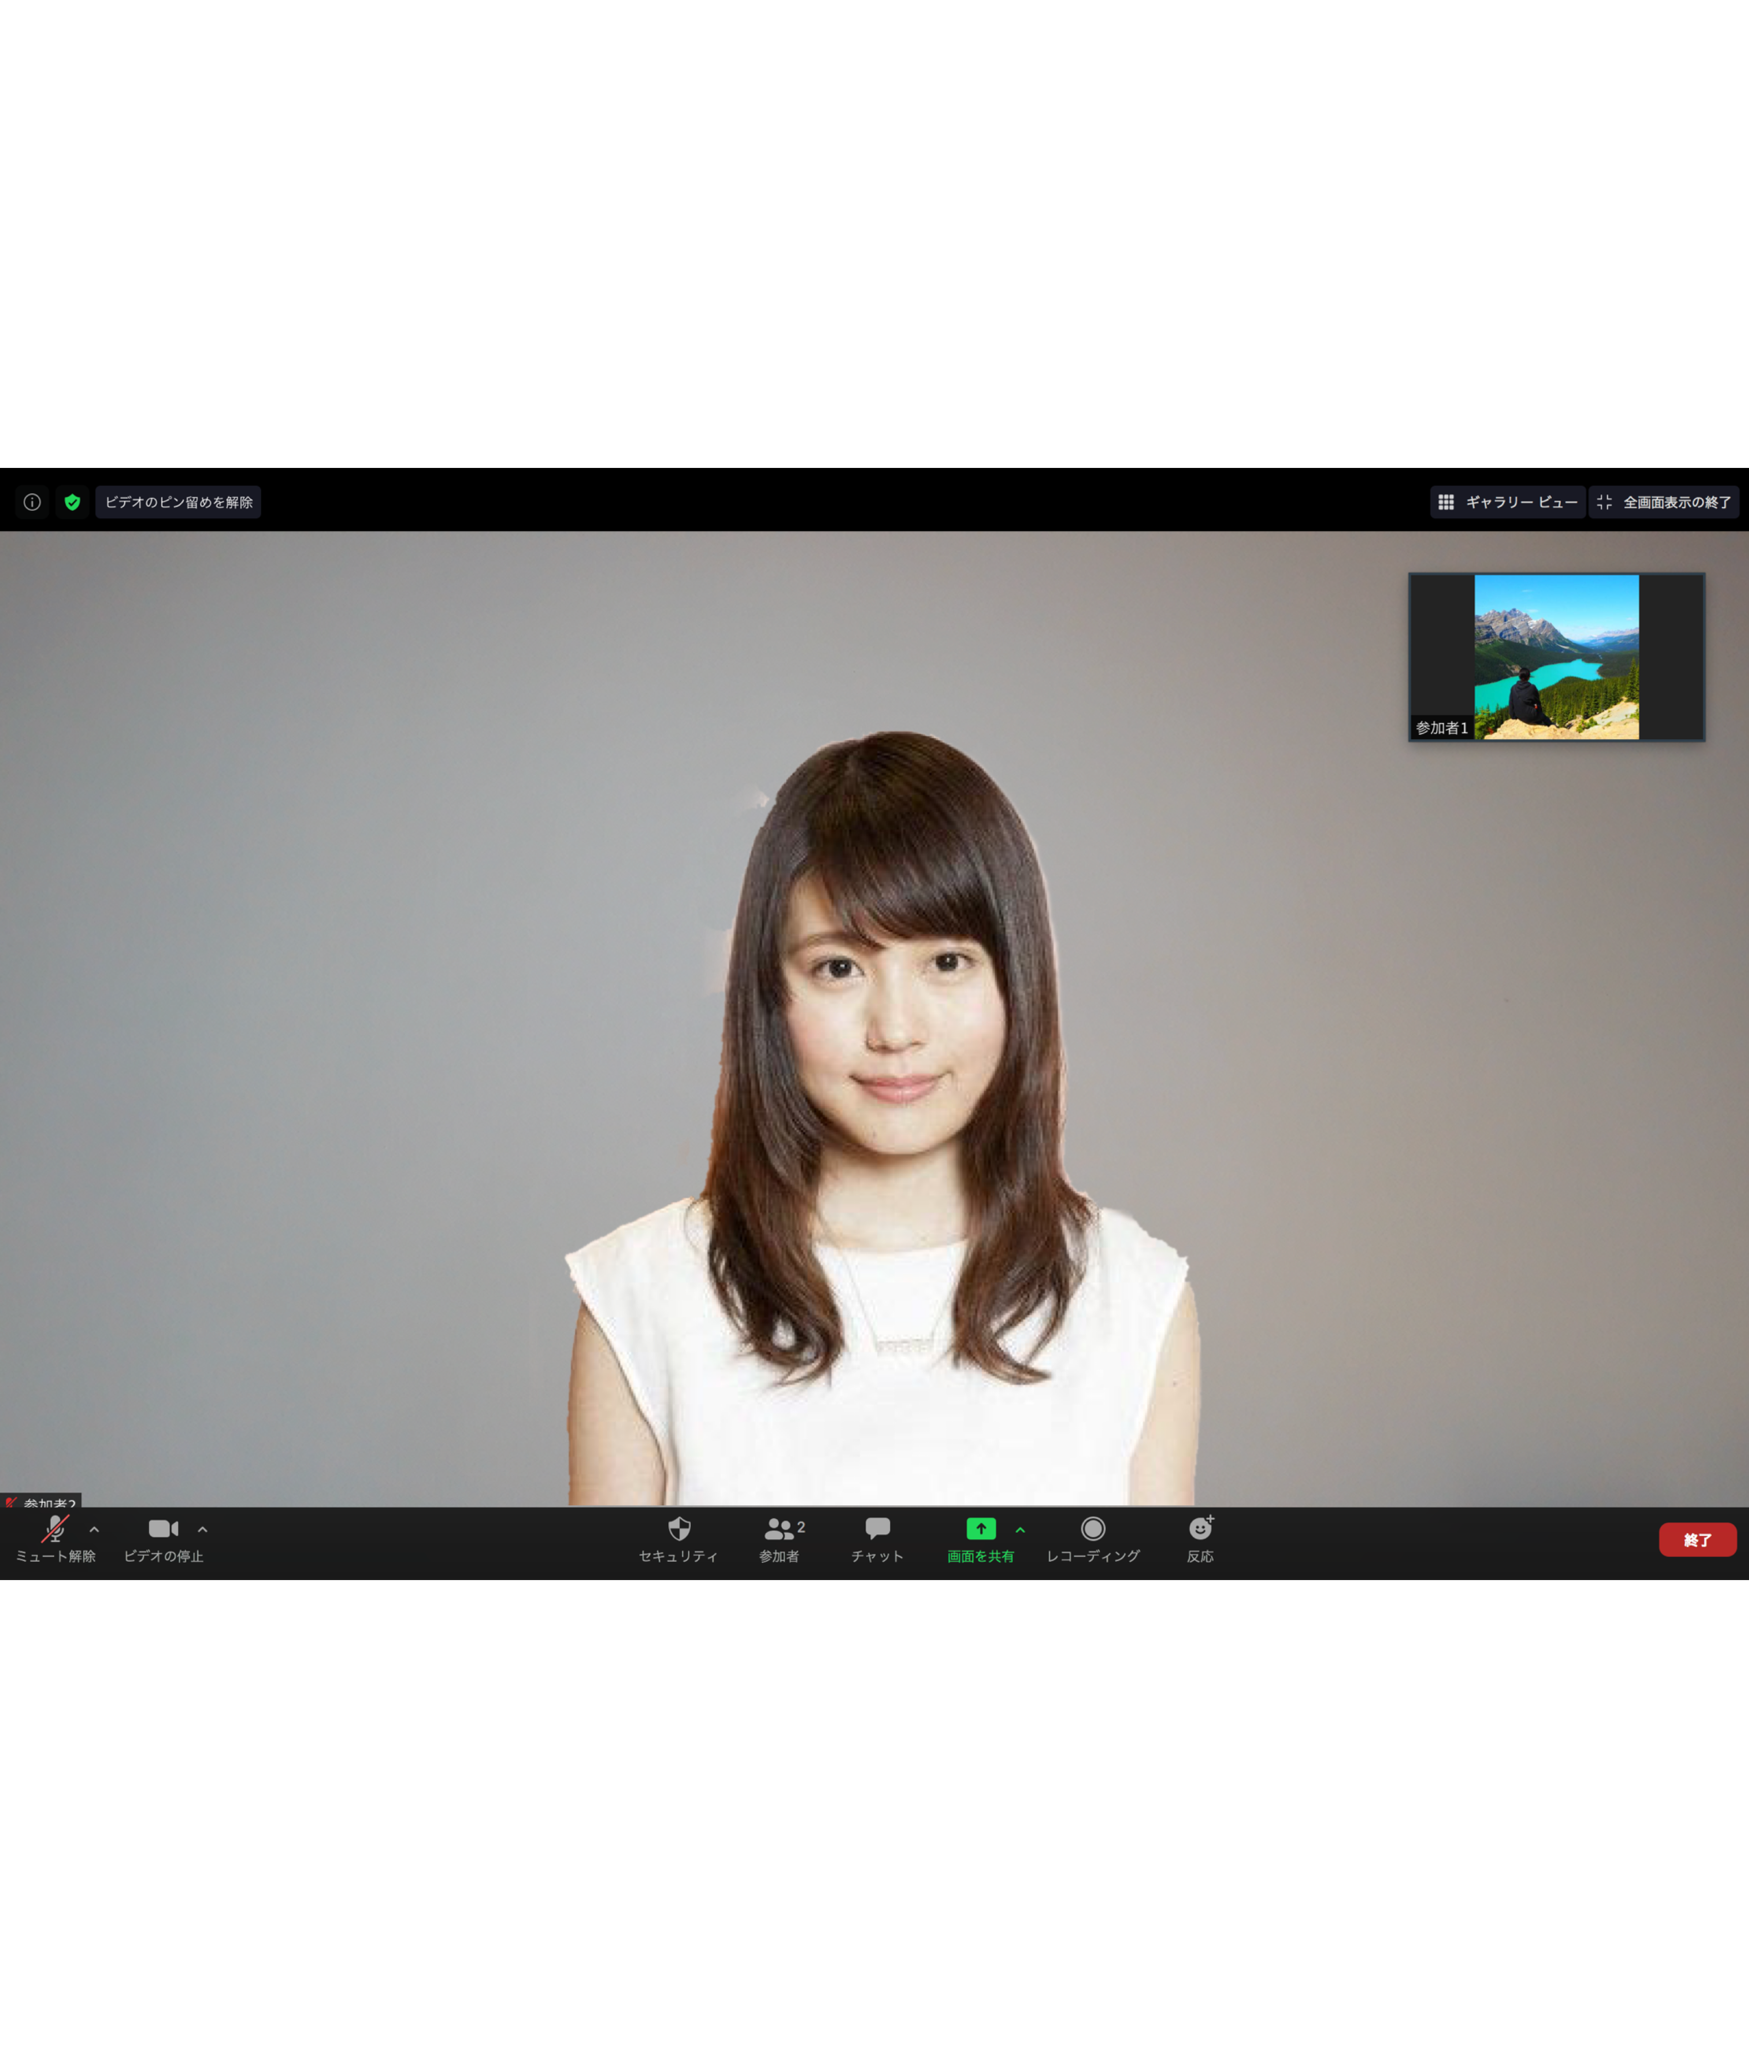 ビデオのピン留めを解除
ギャラリー ビュー
全画面表示の終了
参加者1
参加者2
ミュート解除
ビデオの停止
セキュリティ
2
参加者
チャット
画面を共有
レコーディング
反応
終了